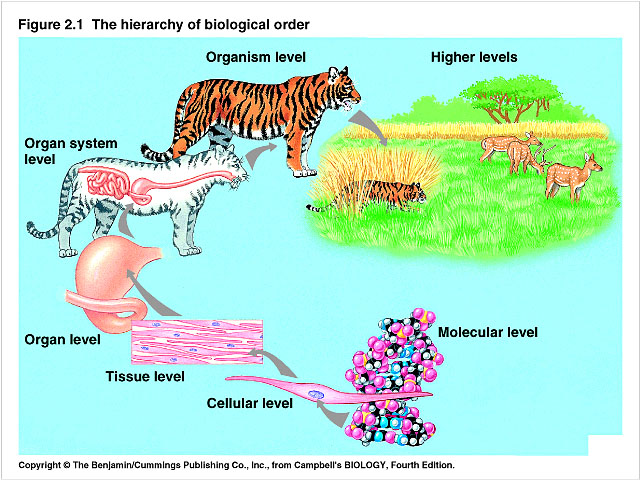 Figure 2.1 The hierarchy of biological order
Organism level
Higher levels
Organ system
level
Organ level
Molecular level
Tissue level
Cellular level
Copyright © The Benjamin/Cummings Publishing Co., Inc., from Campbell's BIOLOGY, Fourth Edition.